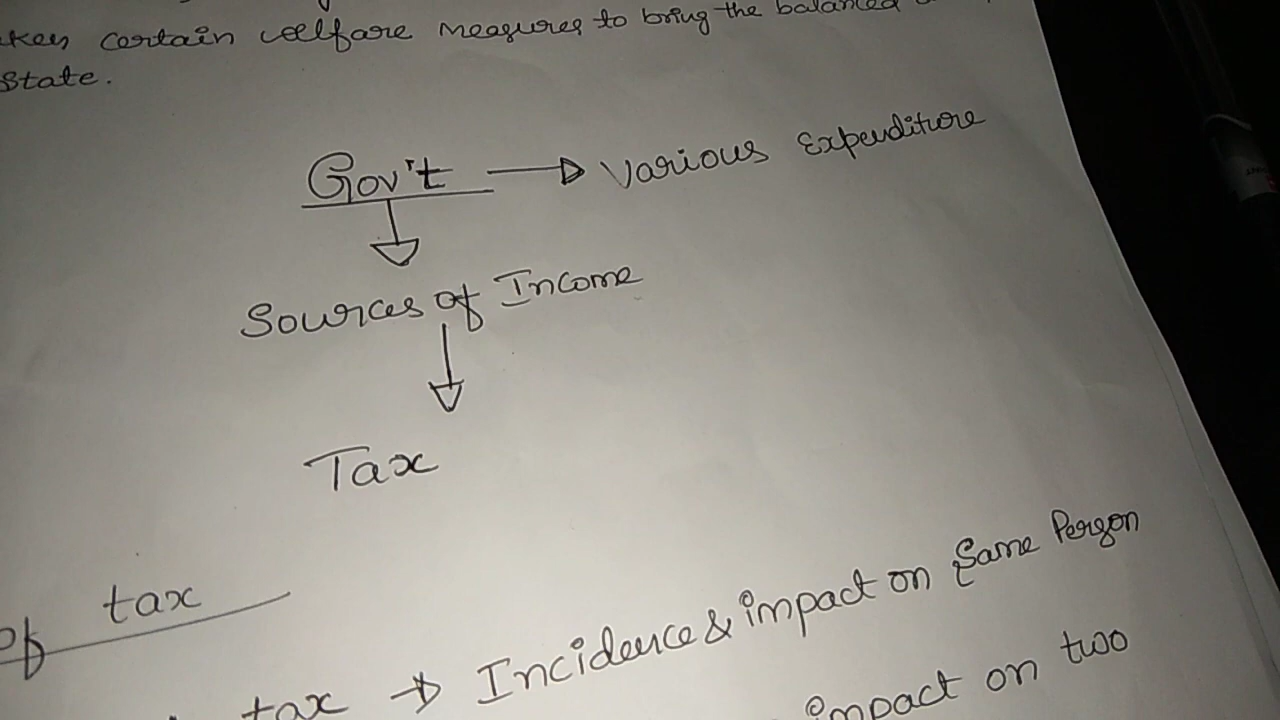 certain welfare measures to bring the balanced
State.
Gov't → Various Expenditure
Sources of Income
Tax
of tax
tax → Incidence & impact on Same Person
impact on two